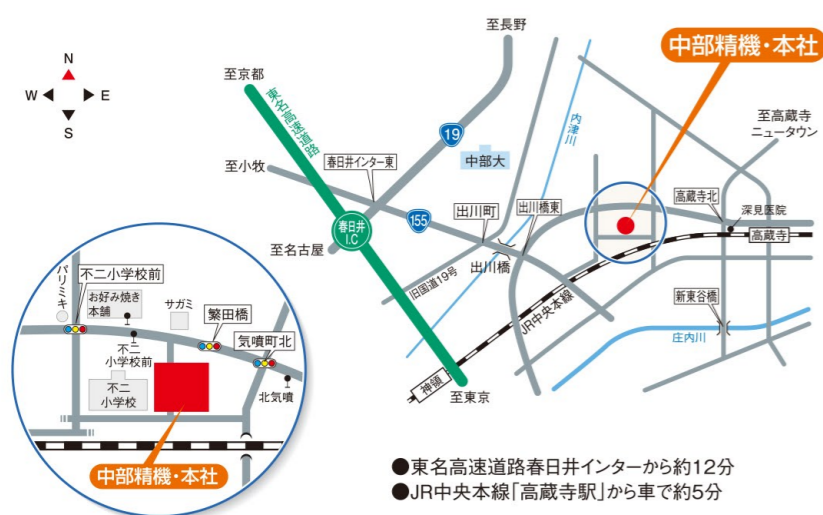 N
W
E
S
至長野
至京都
東名高速道路
19
中部精機・本社
内津川
至高蔵寺
ニュータウン
中部大
至小牧
春日井インター東
155
出川町
出川橋東
高蔵寺北
深見医院
高蔵寺
春日井
I.C
至名古屋
出川橋
旧国道19号
JR中央本線
新東谷橋
庄内川
神領
至東京
パリミキ
不二小学校前
お好み焼き
本舗
サガミ
繁田橋
気噴町北
不二
小学校前
不二
小学校
北気噴
中部精機・本社
●東名高速道路春日井インターから約12分
●JR中央本線「高蔵寺駅」から車で約5分